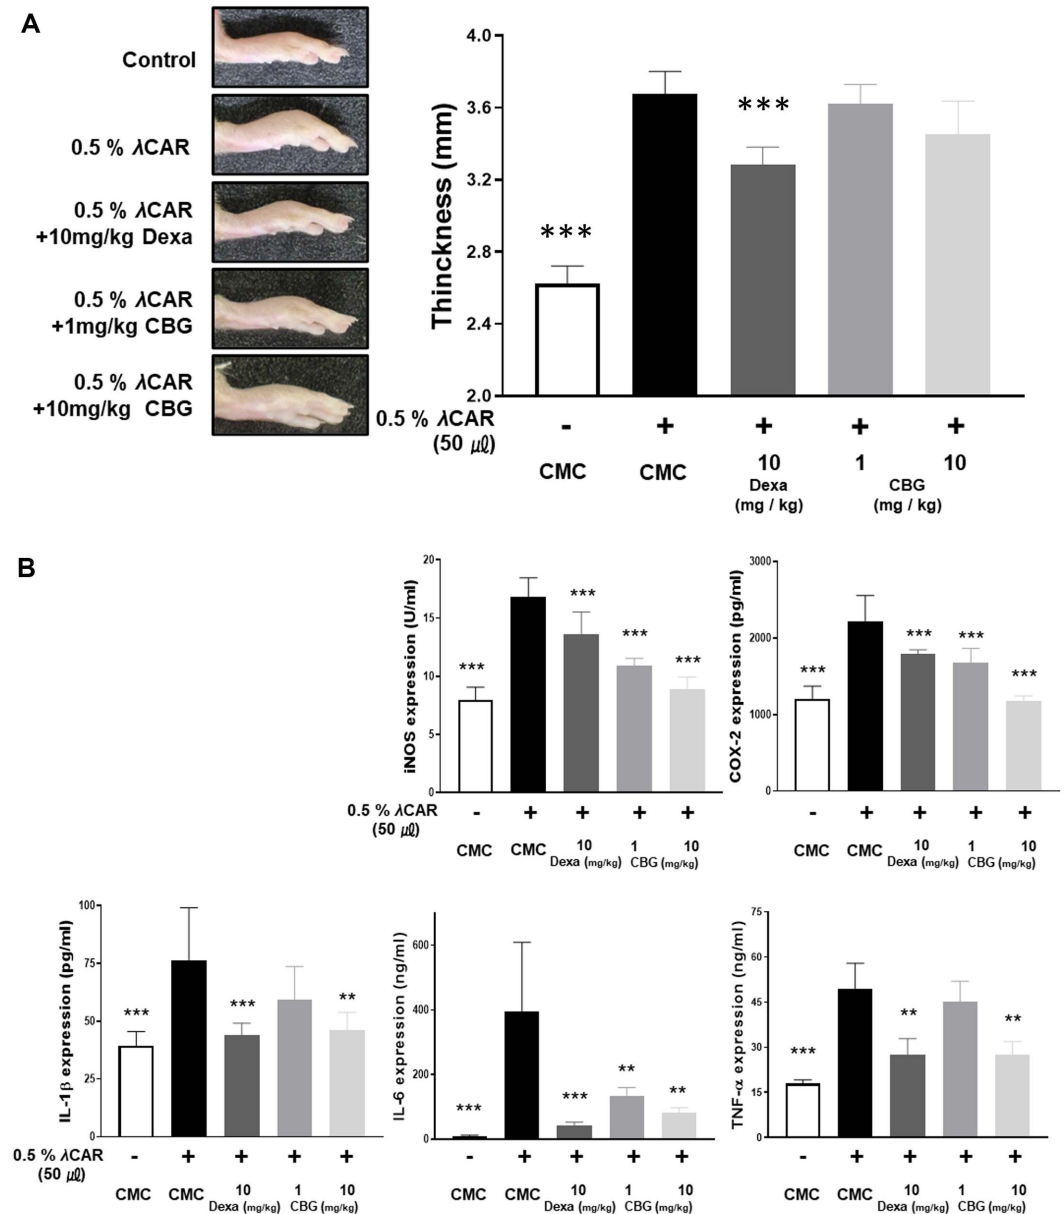 A
Control
0.5 % λCAR
0.5 % λCAR
+10mg/kg Dexa
0.5 % λCAR
+1mg/kg CBG
0.5 % λCAR
+10mg/kg CBG
Thinckness (mm)
4.0
3.6
3.2
2.8
2.4
2.0
***
***
0.5 % λCAR
(50 ㎕)
- + + + +
CMC CMC 10 1 10
Dexa CBG
(mg / kg) (mg / kg)
B
iNOS expression (U/ml)
20
15
10
5
0
*** *** *** ***
0.5 % λCAR
(50 ㎕)
- + + + +
CMC CMC 10 1 10
Dexa (mg/kg) CBG (mg/kg)
COX-2 expression (pg/ml)
3000
2000
1000
0
*** *** *** ***
- + + + +
CMC CMC 10 1 10
Dexa (mg/kg) CBG (mg/kg)
IL-1β expression (pg/ml)
100
75
50
25
0
*** *** **
0.5 % λCAR
(50 ㎕)
- + + + +
CMC CMC 10 1 10
Dexa (mg/kg) CBG (mg/kg)
IL-6 expression (ng/ml)
600
400
200
0
*** *** ** **
- + + + +
CMC CMC 10 1 10
Dexa (mg/kg) CBG (mg/kg)
TNF-α expression (ng/ml)
75
60
45
30
15
0
*** ** **
- + + + +
CMC CMC 10 1 10
Dexa (mg/kg) CBG (mg/kg)